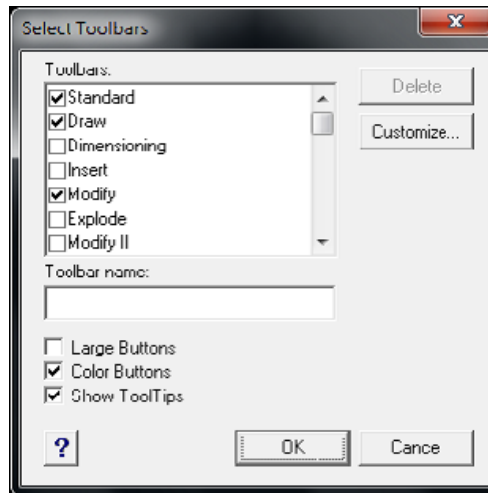 Select Toolbars
Toolbars:
Delete
Standard
Draw
Customize...
Dimensioning
Insert
Modify
Explode
Modify II
Toolbar name:
Large Buttons
Color Buttons
Show ToolTips
?
OK
Cance